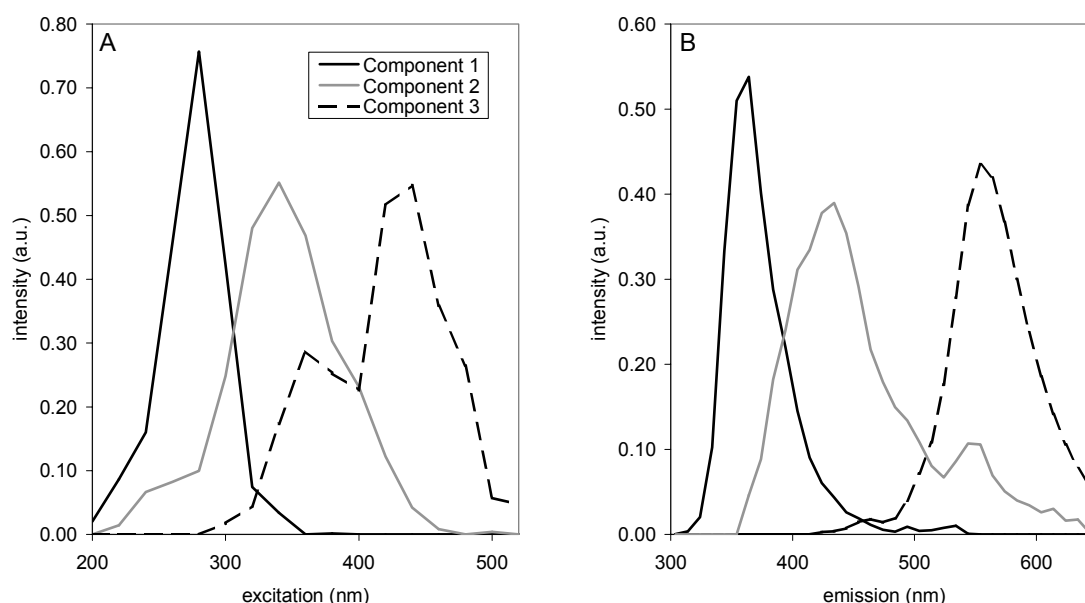 A
Component 1
Component 2
Component 3
intensity (a.u.)
0.80
0.70
0.60
0.50
0.40
0.30
0.20
0.10
0.00
200
300
400
500
excitation (nm)
B
intensity (a.u.)
0.60
0.50
0.40
0.30
0.20
0.10
0.00
300
400
500
600
emission (nm)